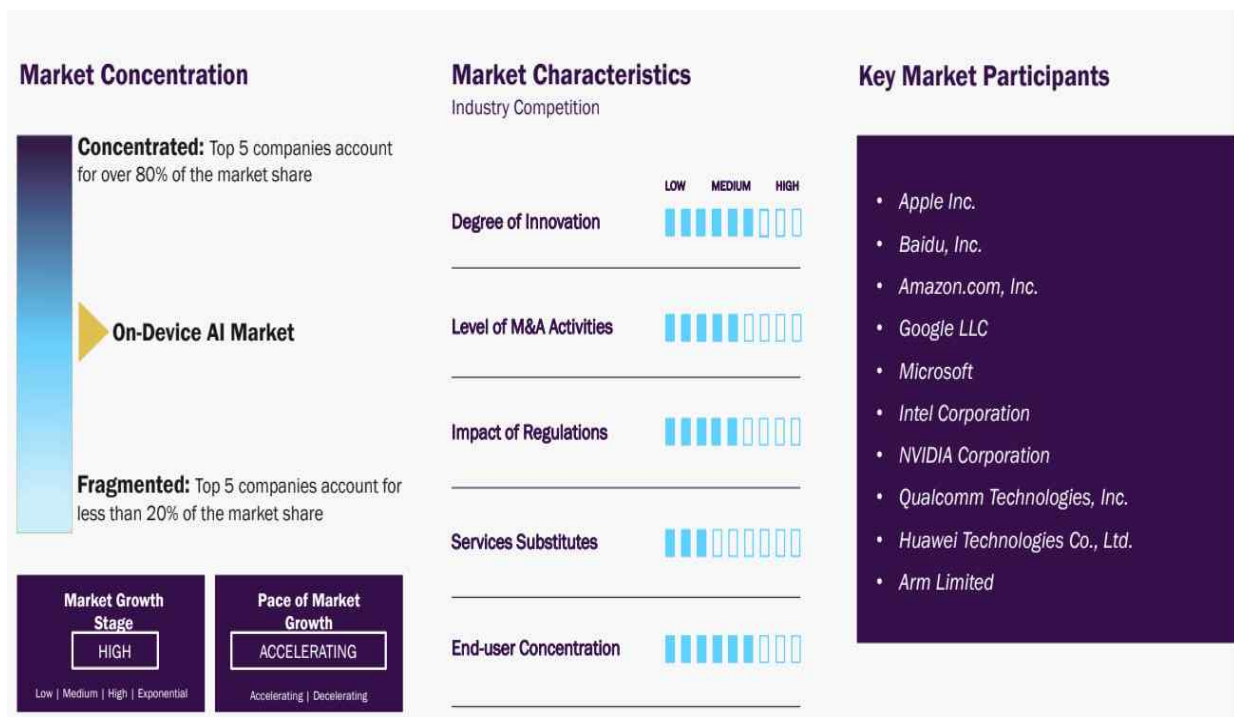 Market Concentration
Concentrated: Top 5 companies account
for over 80% of the market share
On-Device AI Market
Fragmented: Top 5 companies account for
less than 20% of the market share
Market Growth
Stage
HIGH
Low | Medium | High | Exponential
Pace of Market
Growth
ACCELERATING
Accelerating | Decelerating
Market Characteristics
Industry Competition
LOW MEDIUM HIGH
Degree of Innovation
Level of M&A Activities
Impact of Regulations
Services Substitutes
End-user Concentration
Key Market Participants
• Apple Inc.
• Baidu, Inc.
• Amazon.com, Inc.
• Google LLC
• Microsoft
• Intel Corporation
• NVIDIA Corporation
• Qualcomm Technologies, Inc.
• Huawei Technologies Co., Ltd.
• Arm Limited